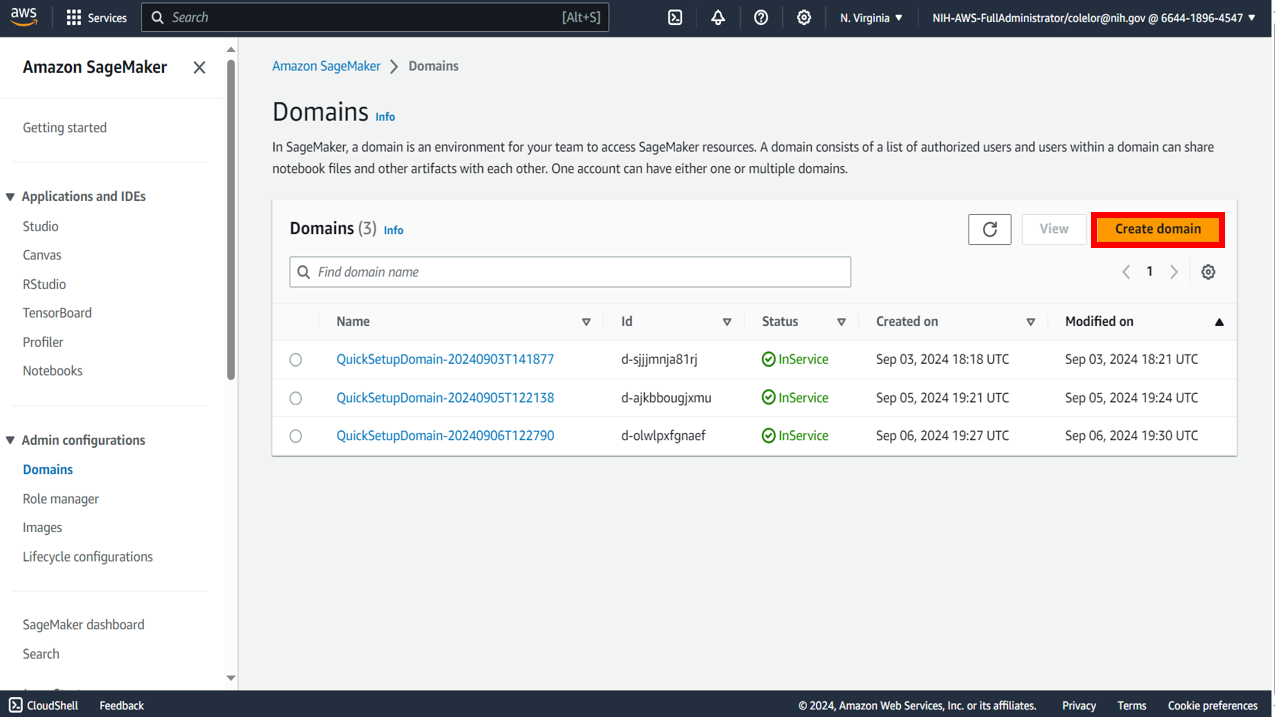 aws Services Search [Alt+S] N. Virginia NIH-AWS-FullAdministrator/colelor@nih.gov @ 6644-1896-4547
Amazon SageMaker
Getting started
Applications and IDEs
Studio
Canvas
RStudio
TensorBoard
Profiler
Notebooks
Admin configurations
Domains
Role manager
Images
Lifecycle configurations
SageMaker dashboard
Search
Amazon SageMaker Domains
Domains Info
In SageMaker, a domain is an environment for your team to access SageMaker resources. A domain consists of a list of authorized users and users within a domain can share
notebook files and other artifacts with each other. One account can have either one or multiple domains.
Domains (3) Info View Create domain
Find domain name 1
Name Id Status Created on Modified on
QuickSetupDomain-20240903T141877 d-sjjjmnja81rj InService Sep 03, 2024 18:18 UTC Sep 03, 2024 18:21 UTC
QuickSetupDomain-20240905T122138 d-ajkbbougjxmu InService Sep 05, 2024 19:21 UTC Sep 05, 2024 19:24 UTC
QuickSetupDomain-20240906T122790 d-olwlpxfgnaef InService Sep 06, 2024 19:27 UTC Sep 06, 2024 19:30 UTC
CloudShell Feedback © 2024, Amazon Web Services, Inc. or its affiliates. Privacy Terms Cookie preferences